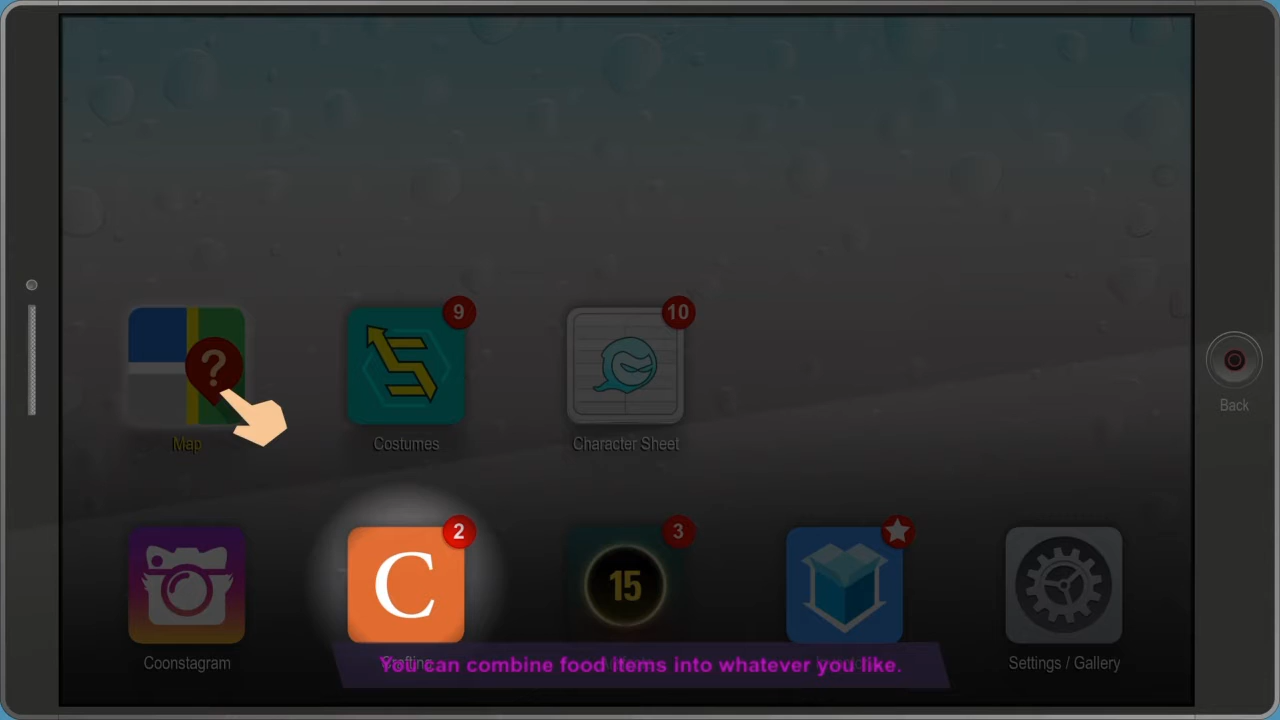 9
10
?
Map
Costumes
Character Sheet
Back
2
3
C
15
Coonstagram
Settings / Gallery
You can combine food items into whatever you like.